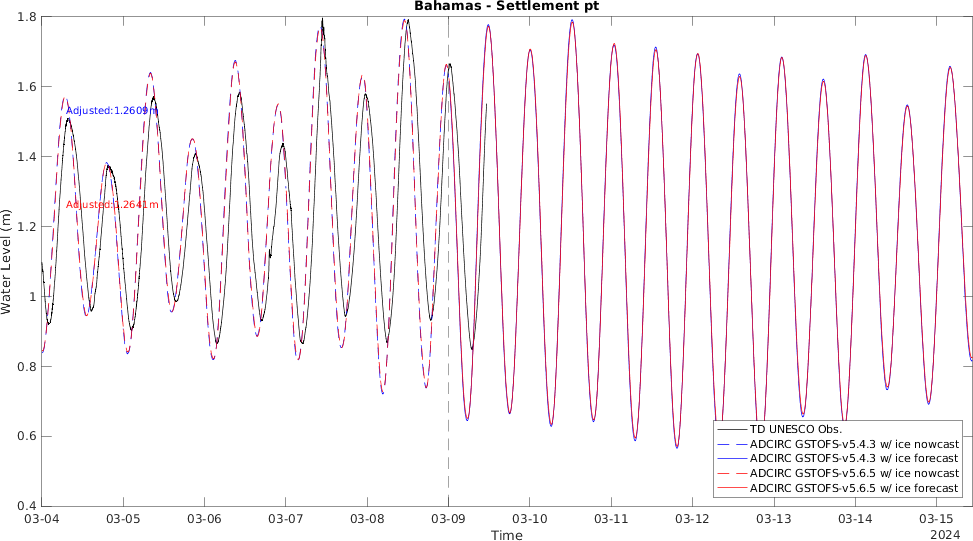 Bahamas - Settlement pt
1.8
1.6
1.4
1.2
1
0.8
0.6
0.4
Water Level (m)
Adjusted:1.2609m
Adjusted:1.2641m
TD UNESCO Obs.
ADCIRC GSTOFS-v5.4.3 w/ ice nowcast
ADCIRC GSTOFS-v5.4.3 w/ ice forecast
ADCIRC GSTOFS-v5.6.5 w/ ice nowcast
ADCIRC GSTOFS-v5.6.5 w/ ice forecast
03-04 03-05 03-06 03-07 03-08 03-09 03-10 03-11 03-12 03-13 03-14 03-15
Time
2024